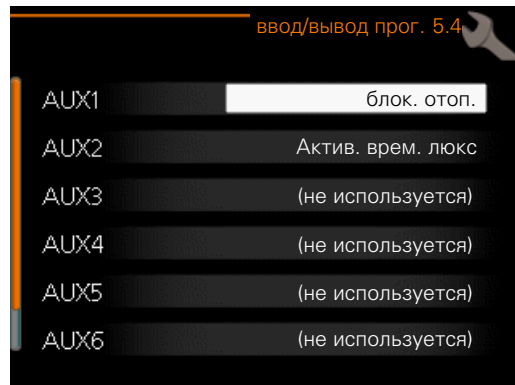 ввод/вывод прог. 5.4
AUX1 блок. отоп.
AUX2 Актив. врем. люкс
AUX3 (не используется)
AUX4 (не используется)
AUX5 (не используется)
AUX6 (не используется)